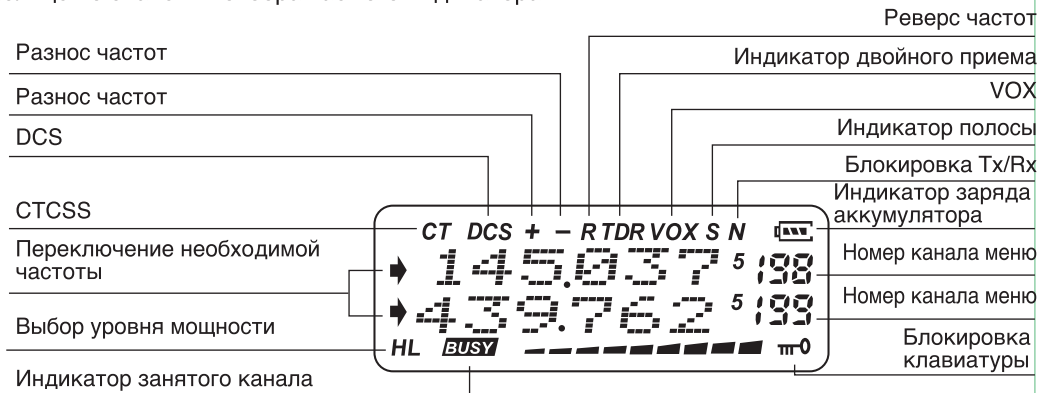 Разнос частот
Разнос частот
DCS
CTCSS
Переключение необходимой
частоты
Выбор уровня мощности
Индикатор занятого канала
Реверс частот
Индикатор двойного приема
VOX
Индикатор полосы
Блокировка Tx/Rx
Индикатор заряда
аккумулятора
Номер канала меню
Номер канала меню
Блокировка
клавиатуры
CT DCS + – R TDR VOX S N
145.037 5 198
439.762 5 199
HL BUSY